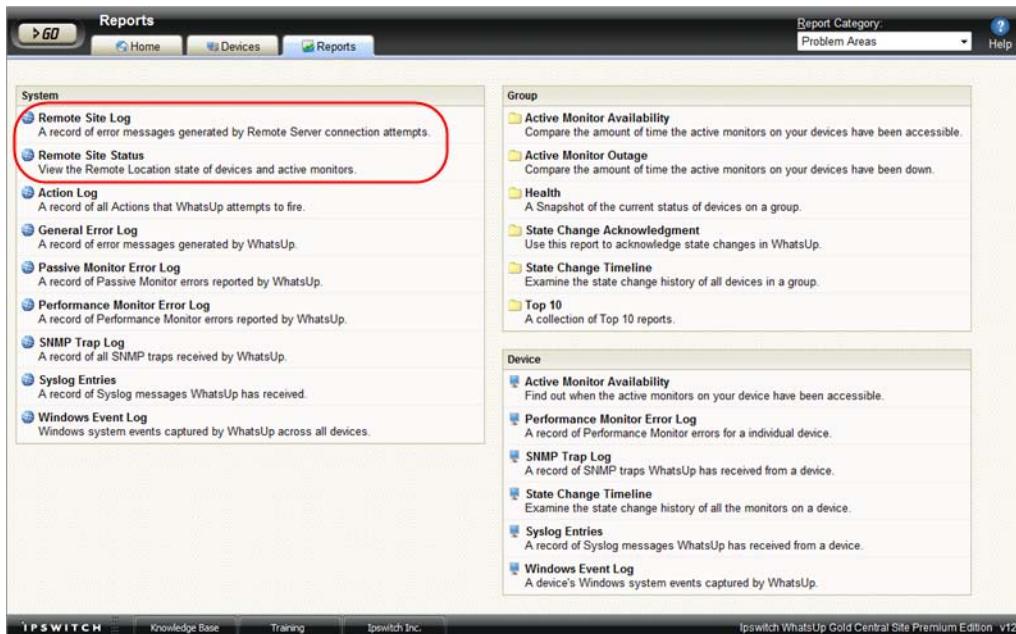 Reports
> GO
Home
Devices
Reports
Report Category:
Problem Areas
Help
System
Remote Site Log
A record of error messages generated by Remote Server connection attempts.
Remote Site Status
View the Remote Location state of devices and active monitors.
Action Log
A record of all Actions that WhatsUp attempts to fire.
General Error Log
A record of error messages generated by WhatsUp.
Passive Monitor Error Log
A record of Passive Monitor errors reported by WhatsUp.
Performance Monitor Error Log
A record of Performance Monitor errors reported by WhatsUp.
SNMP Trap Log
A record of all SNMP traps received by WhatsUp.
Syslog Entries
A record of Syslog messages WhatsUp has received.
Windows Event Log
Windows system events captured by WhatsUp across all devices.
Group
Active Monitor Availability
Compare the amount of time the active monitors on your devices have been accessible.
Active Monitor Outage
Compare the amount of time the active monitors on your devices have been down.
Health
A Snapshot of the current status of devices on a group.
State Change Acknowledgment
Use this report to acknowledge state changes in WhatsUp.
State Change Timeline
Examine the state change history of all devices in a group.
Top 10
A collection of Top 10 reports.
Device
Active Monitor Availability
Find out when the active monitors on your device have been accessible.
Performance Monitor Error Log
A record of Performance Monitor errors for a individual device.
SNMP Trap Log
A record of SNMP traps WhatsUp has received from a device.
State Change Timeline
Examine the state change history of all the monitors on a device.
Syslog Entries
A record of Syslog messages WhatsUp has received from a device.
Windows Event Log
A device's Windows system events captured by WhatsUp.
IPSWITCH
Knowledge Base
Training
Ipswitch Inc.
Ipswitch WhatsUp Gold Central Site Premium Edition v12